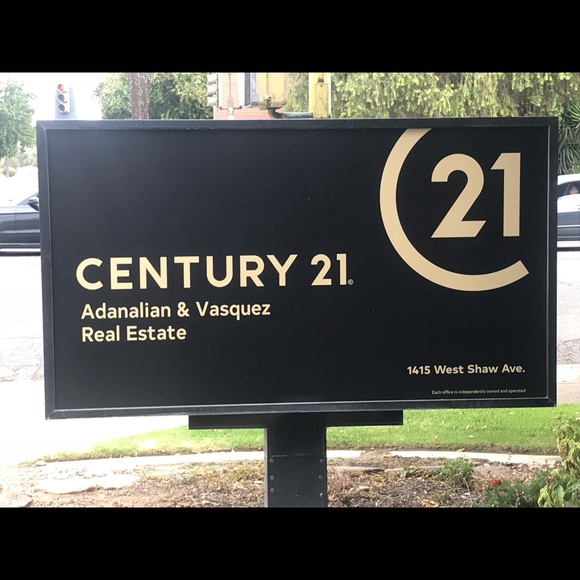 21
CENTURY 21®
Adanalian & Vasquez
Real Estate
1415 West Shaw Ave.
Each office is independently owned and operated